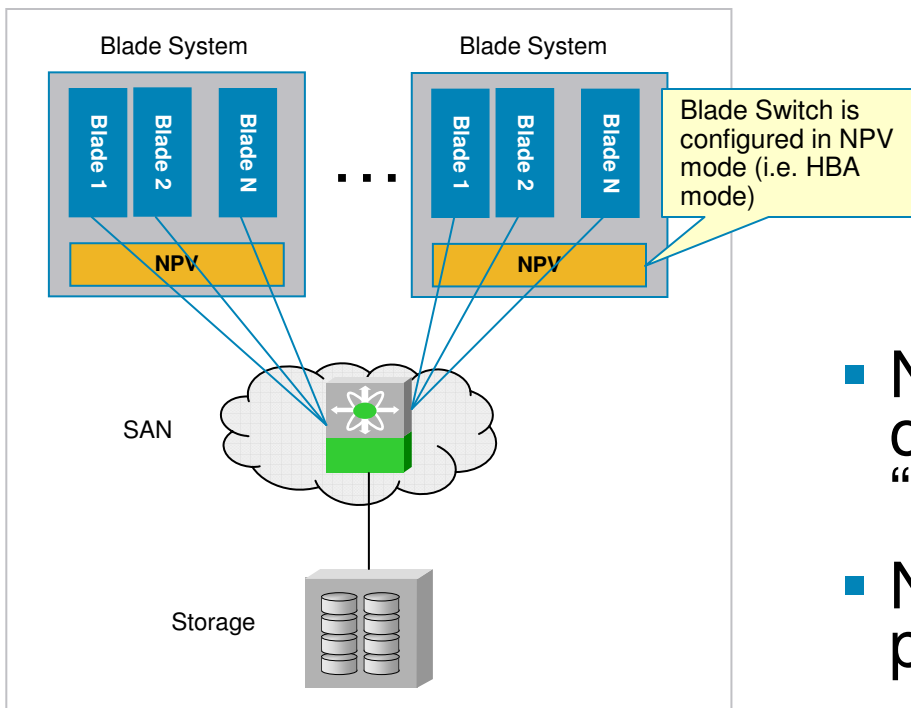 Blade System
Blade System
Blade 1
Blade 2
Blade N
...
Blade 1
Blade 2
Blade N
NPV
NPV
Blade Switch is
configured in NPV
mode (i.e. HBA
mode)
SAN
Storage